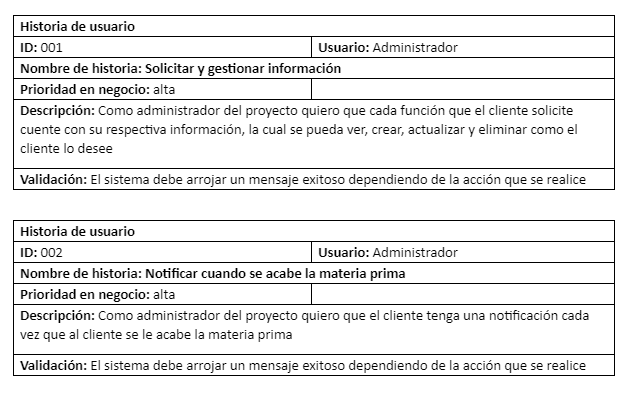 Historia de usuario
ID: 001 Usuario: Administrador
Nombre de historia: Solicitar y gestionar información
Prioridad en negocio: alta
Descripción: Como administrador del proyecto quiero que cada función que el cliente solicite
cuente con su respectiva información, la cual se pueda ver, crear, actualizar y eliminar como el
cliente lo desee
Validación: El sistema debe arrojar un mensaje exitoso dependiendo de la acción que se realice
Historia de usuario
ID: 002 Usuario: Administrador
Nombre de historia: Notificar cuando se acabe la materia prima
Prioridad en negocio: alta
Descripción: Como administrador del proyecto quiero que el cliente tenga una notificación cada
vez que al cliente se le acabe la materia prima
Validación: El sistema debe arrojar un mensaje exitoso dependiendo de la acción que se realice